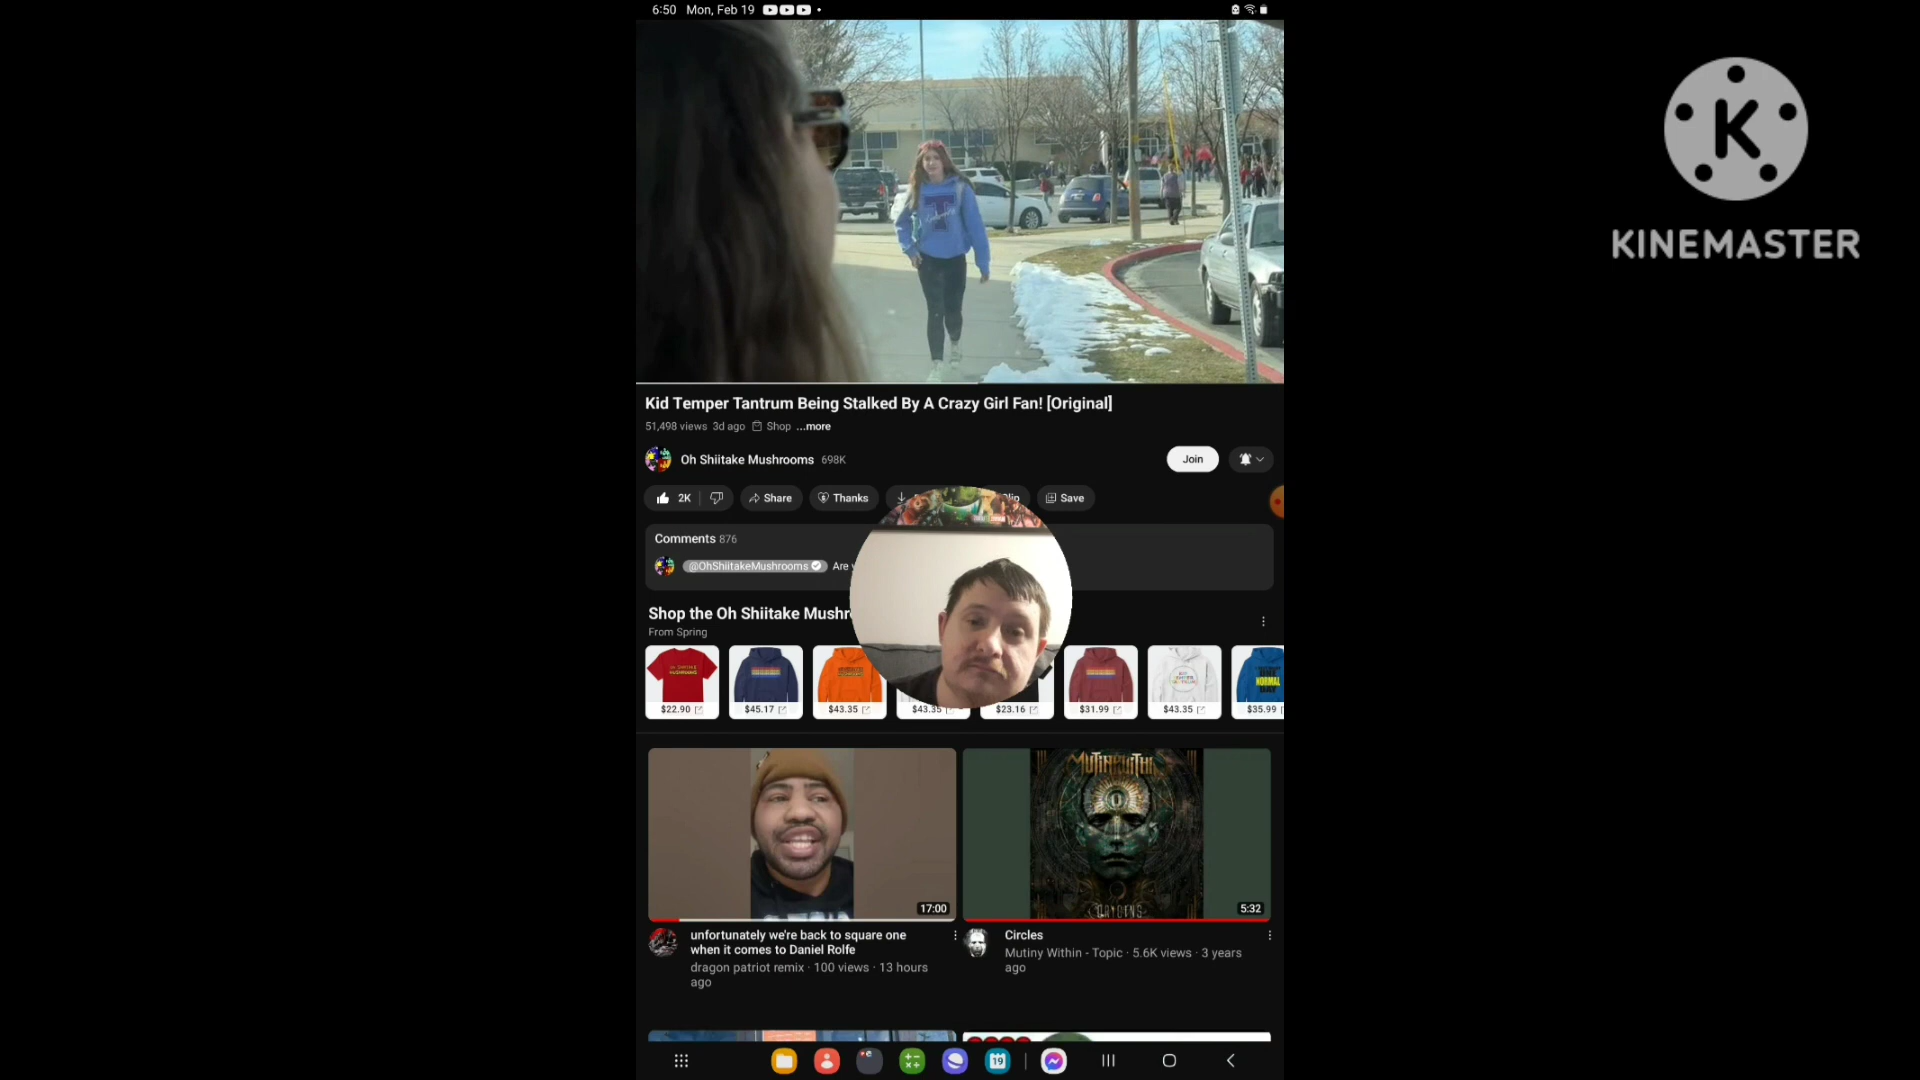 6:50 Mon, Feb 19
K
KINEMASTER
T
Kid Temper Tantrum Being Stalked By A Crazy Girl Fan! [Original]
51,498 views 3d ago Shop ...more
Oh Shiitake Mushrooms 698K
Join
2K Share Thanks Save
Comments 876
@OhShiitakeMushrooms Are
Shop the Oh Shiitake
From Spring
NORMAL
$22.90 $45.17 $43.35 $43.35 $23.16 $31.99 $43.35 $35.99
17:00
5:32
unfortunately we're back to square one
when it comes to Daniel Rolfe
dragon patriot remix · 100 views · 13 hours
ago
Circles
Mutiny Within - Topic · 5.6K views · 3 years
ago
19